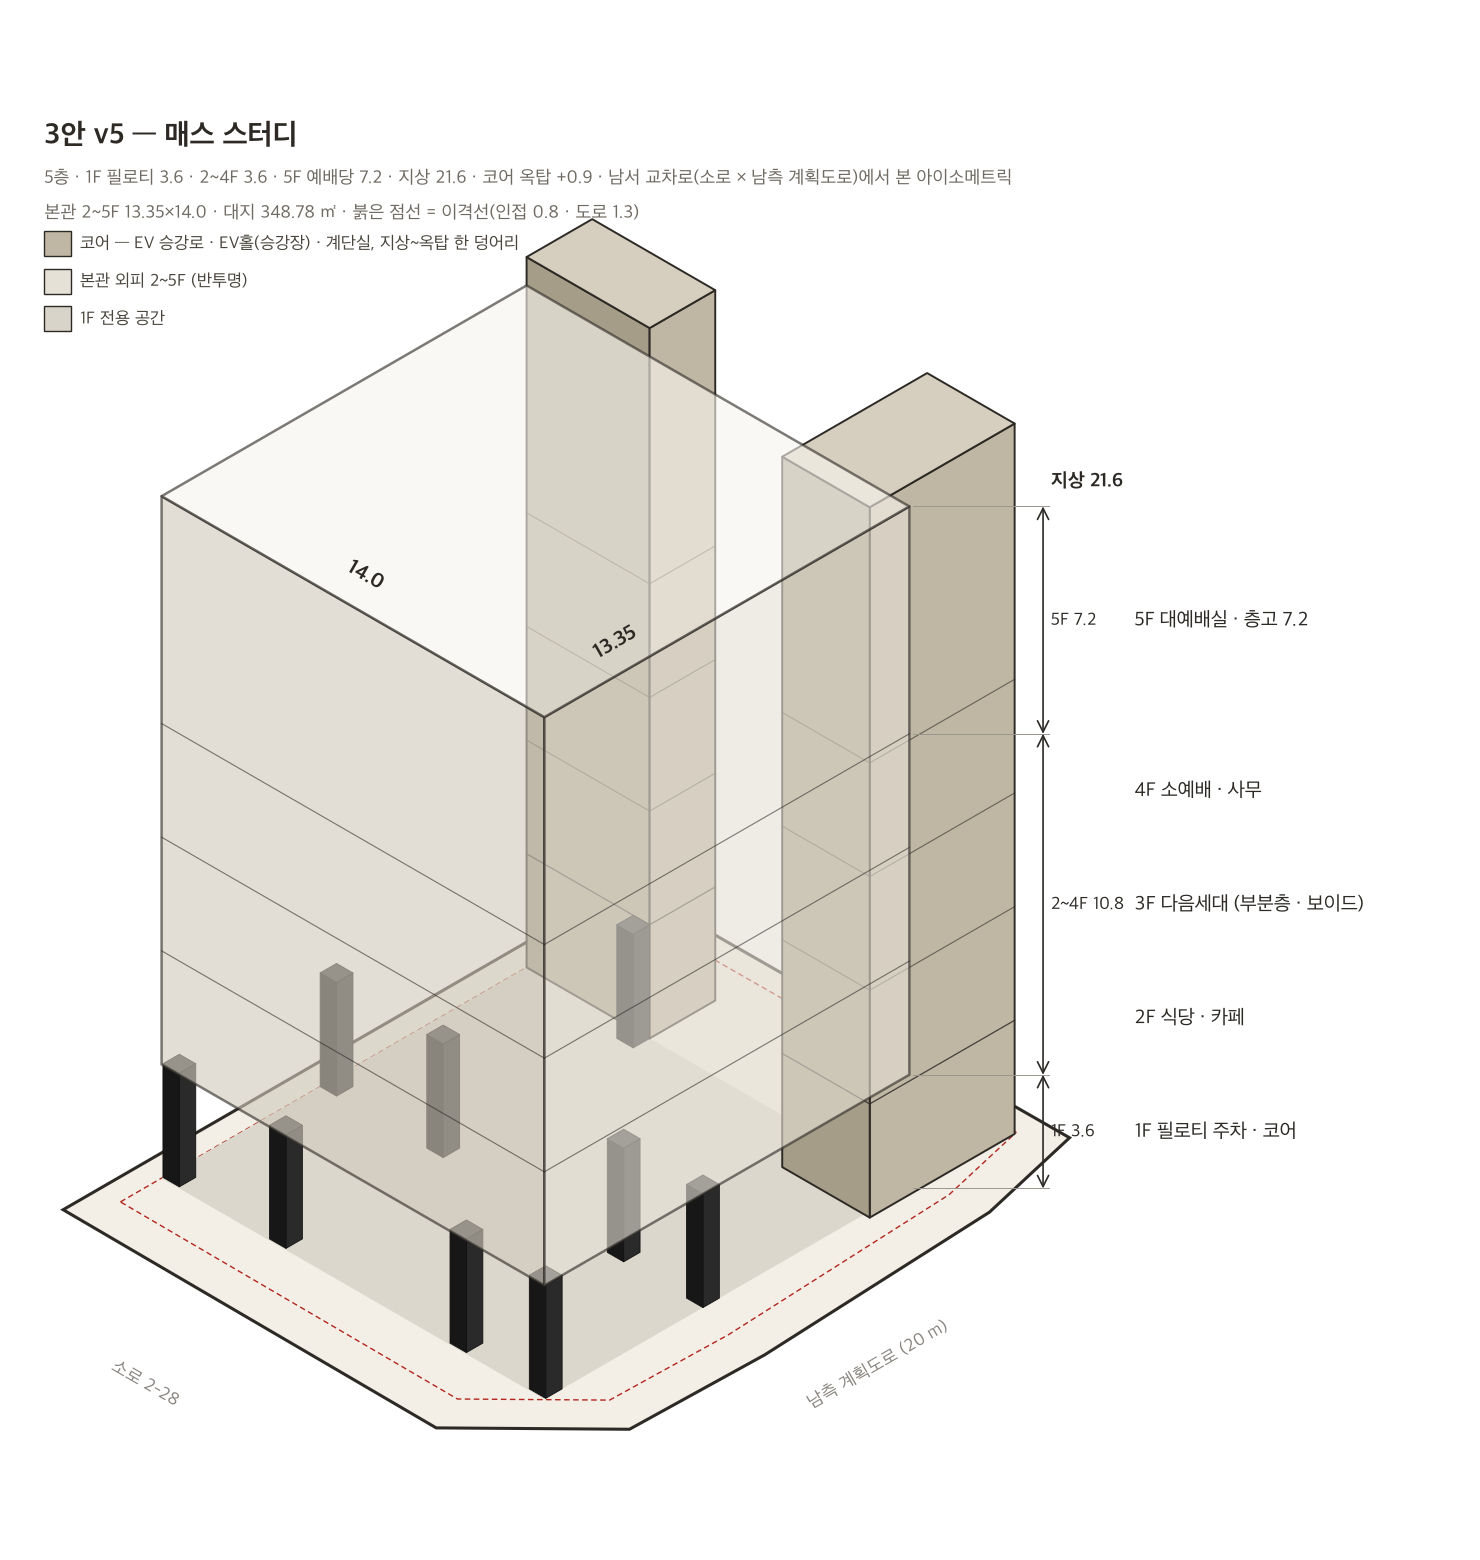 3안 v5 — 매스 스터디
5층 · 1F 필로티 3.6 · 2~4F 3.6 · 5F 예배당 7.2 · 지상 21.6 · 코어 옥탑 +0.9 · 남서 교차로(소로 × 남측 계획도로)에서 본 아이소메트릭
본관 2~5F 13.35×14.0 · 대지 348.78 ㎡ · 붉은 점선 = 이격선(인접 0.8 · 도로 1.3)
코어 — EV 승강로 · EV홀(승강장) · 계단실, 지상~옥탑 한 덩어리
본관 외피 2~5F (반투명)
1F 전용 공간
지상 21.6
14.0
13.35
5F 7.2
5F 대예배실 · 층고 7.2
4F 소예배 · 사무
2~4F 10.8
3F 다음세대 (부분층 · 보이드)
2F 식당 · 카페
1F 3.6
1F 필로티 주차 · 코어
소로 2-28
남측 계획도로 (20 m)